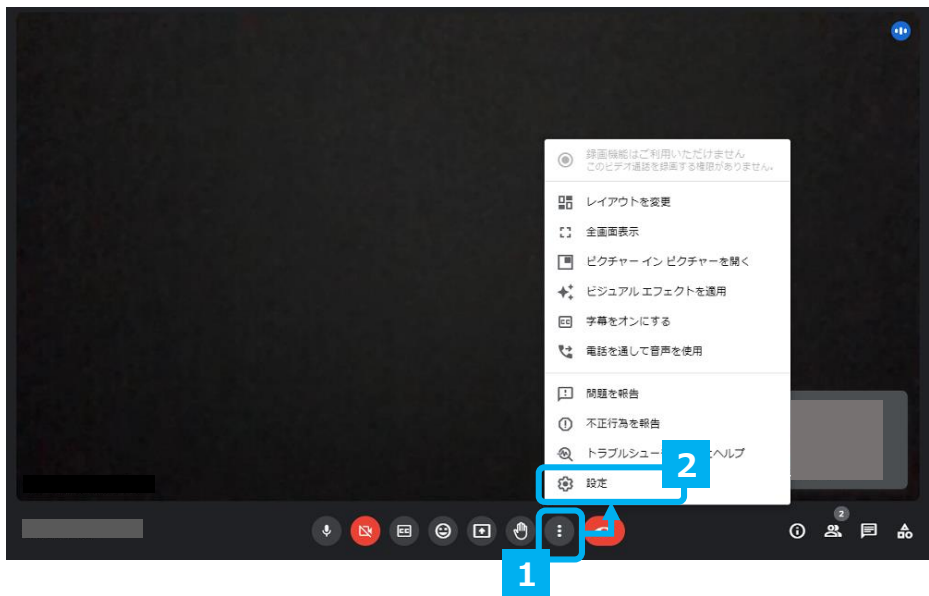 録画機能はご利用いただけません
このビデオ通話を録画する権限がありません。
レイアウトを変更
全画面表示
ピクチャー イン ピクチャーを開く
ビジュアル エフェクトを適用
字幕をオンにする
電話を通して音声を使用
問題を報告
不正行為を報告
トラブルシュー とヘルプ
2
設定
2
1